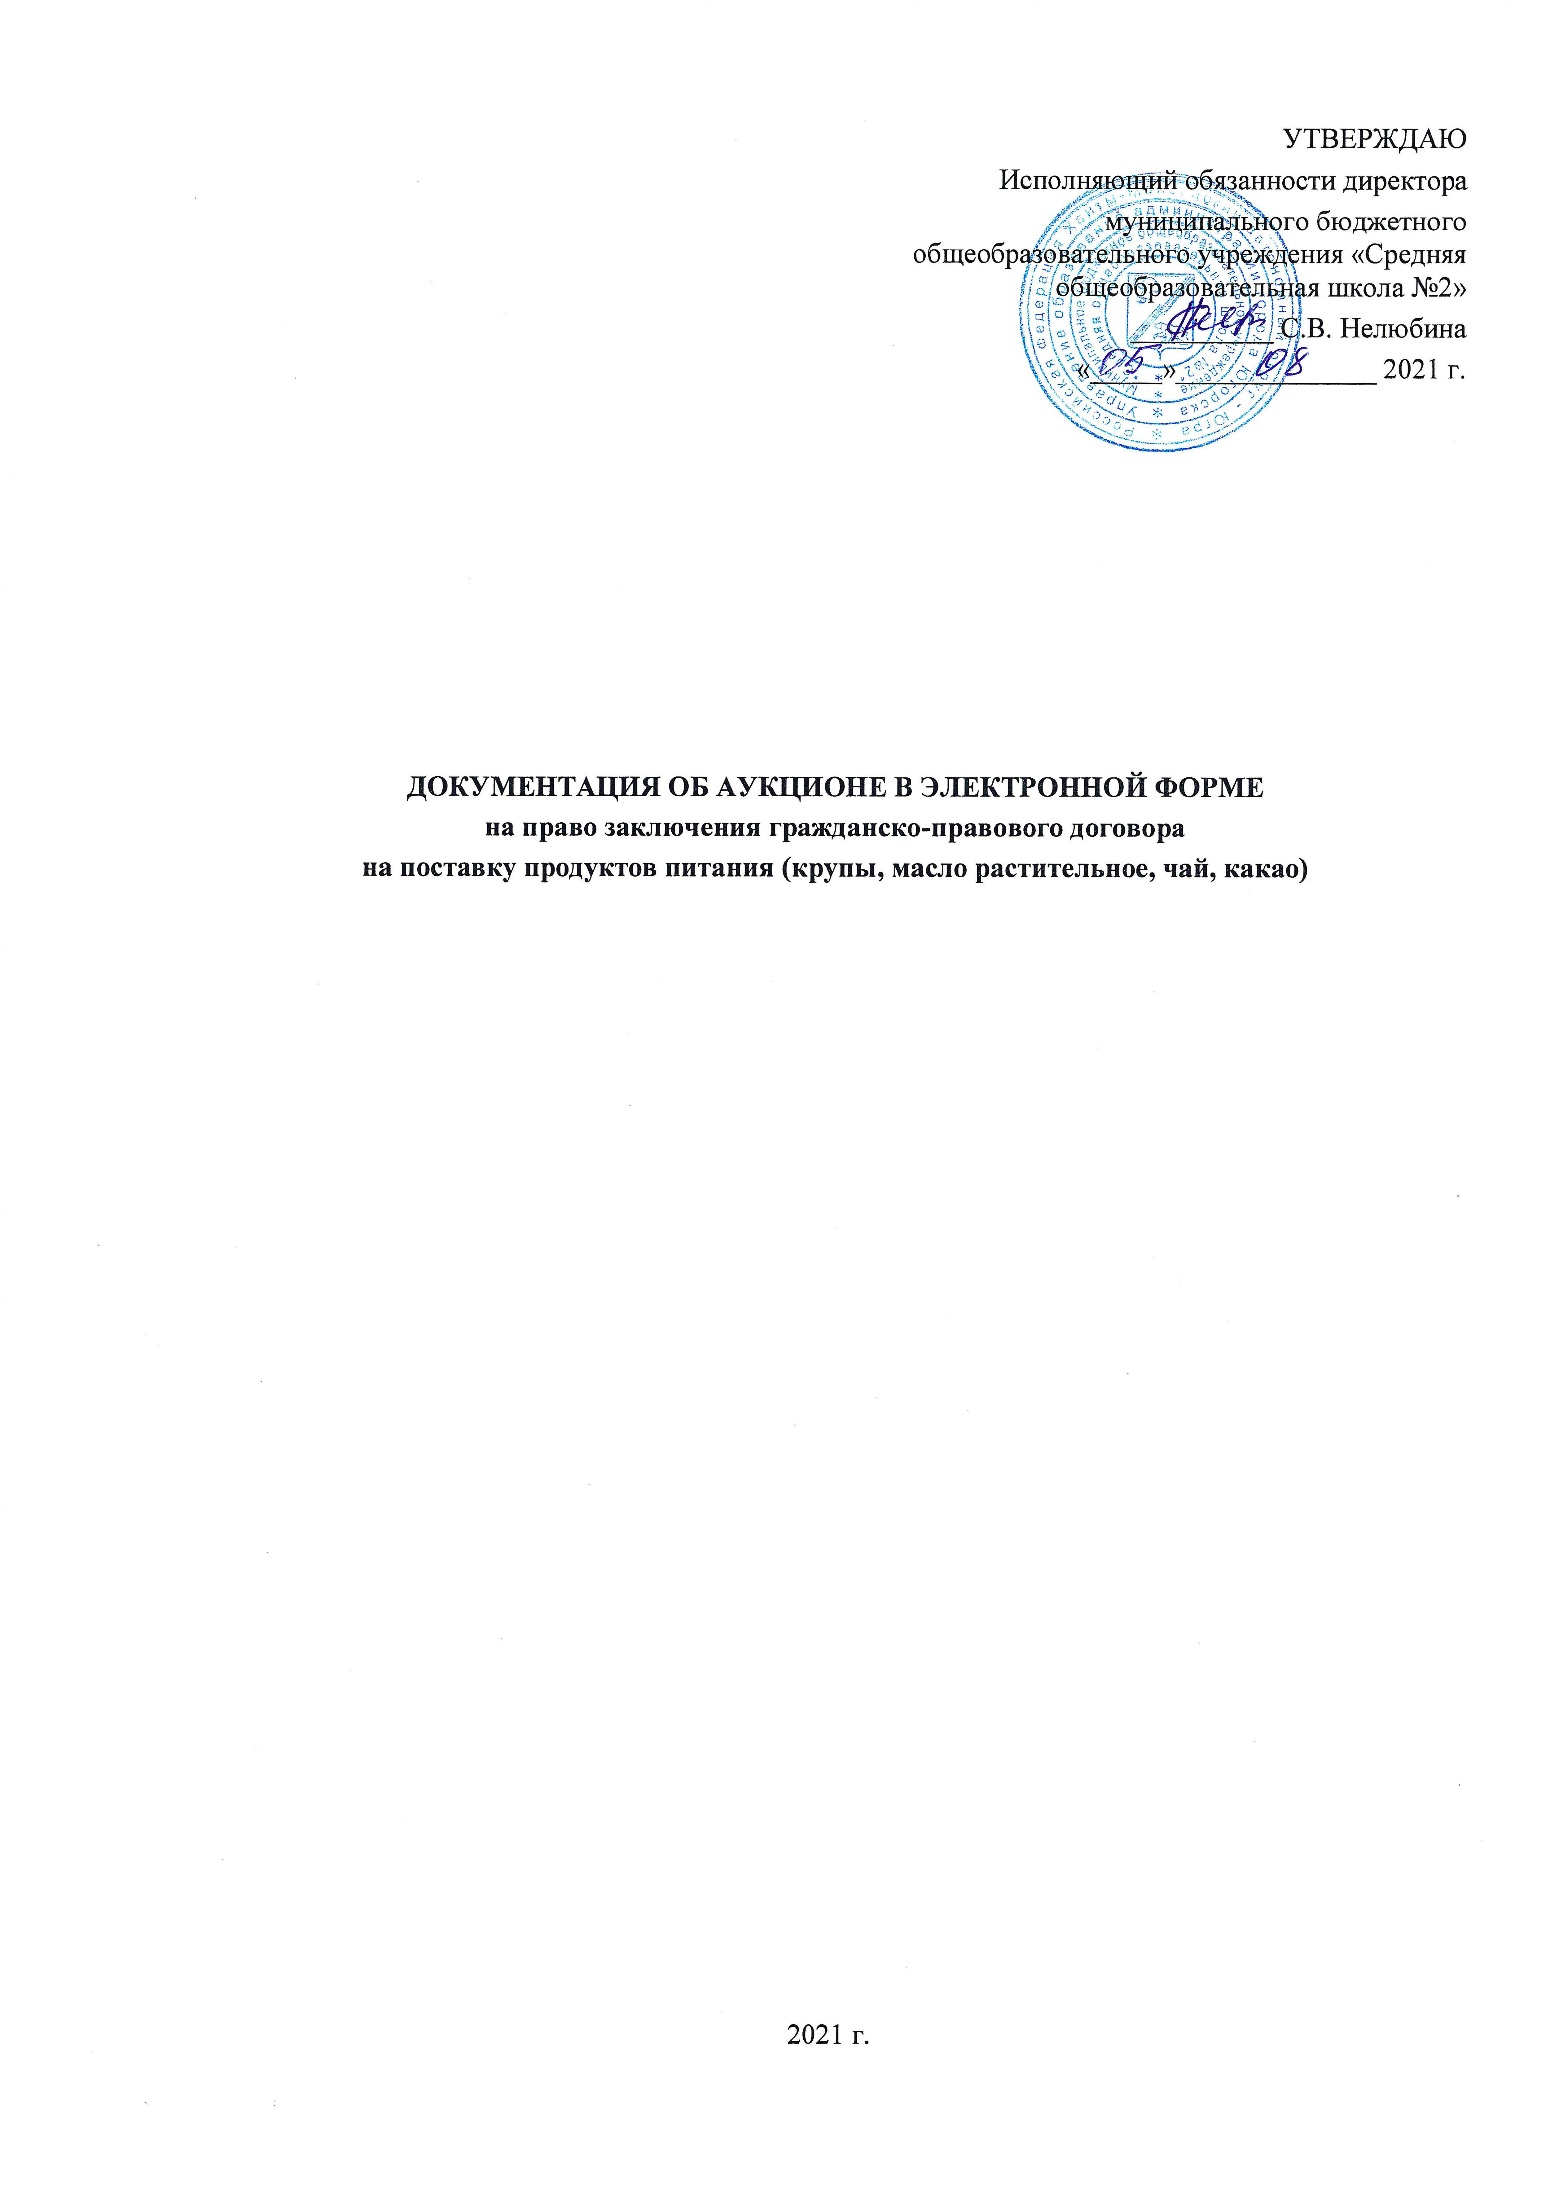 УТВЕРЖДАЮ
Исполняющий обязанности директора
муниципального бюджетного
общеобразовательного учреждения «Средняя
общеобразовательная школа №2»
С.В. Нелюбина
«05» 08 2021 г.
ДОКУМЕНТАЦИЯ ОБ АУКЦИОНЕ В ЭЛЕКТРОННОЙ ФОРМЕ
на право заключения гражданско-правового договора
на поставку продуктов питания (крупы, масло растительное, чай, какао)
2021 г.